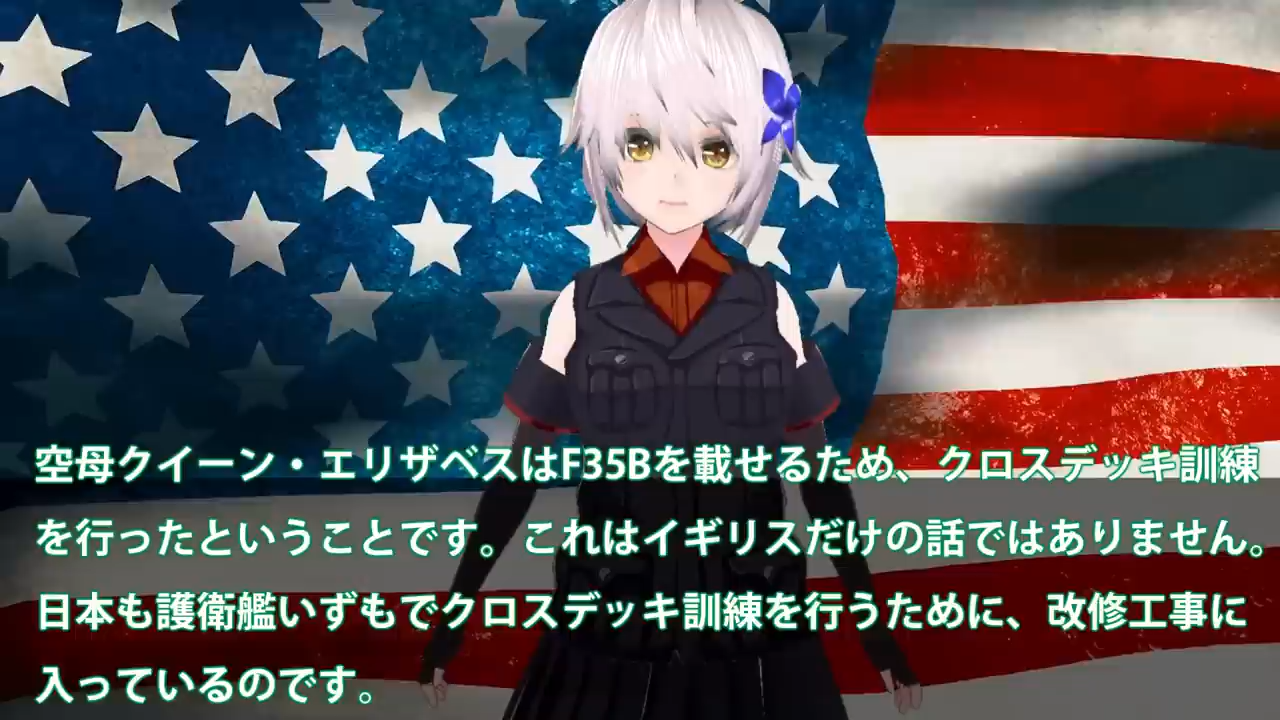 空母クイーン・エリザベスはF35Bを載せるため、クロスデッキ訓練
を行ったということです。これはイギリスだけの話ではありません。
日本も護衛艦いずもでクロスデッキ訓練を行うために、改修工事に
入っているのです。